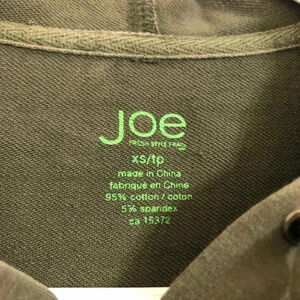 Joe
FRESH STYLE FRAIS
xs/tp
made in China
fabriqué en Chine
95% cotton / coton
5% spandex
ca 15372